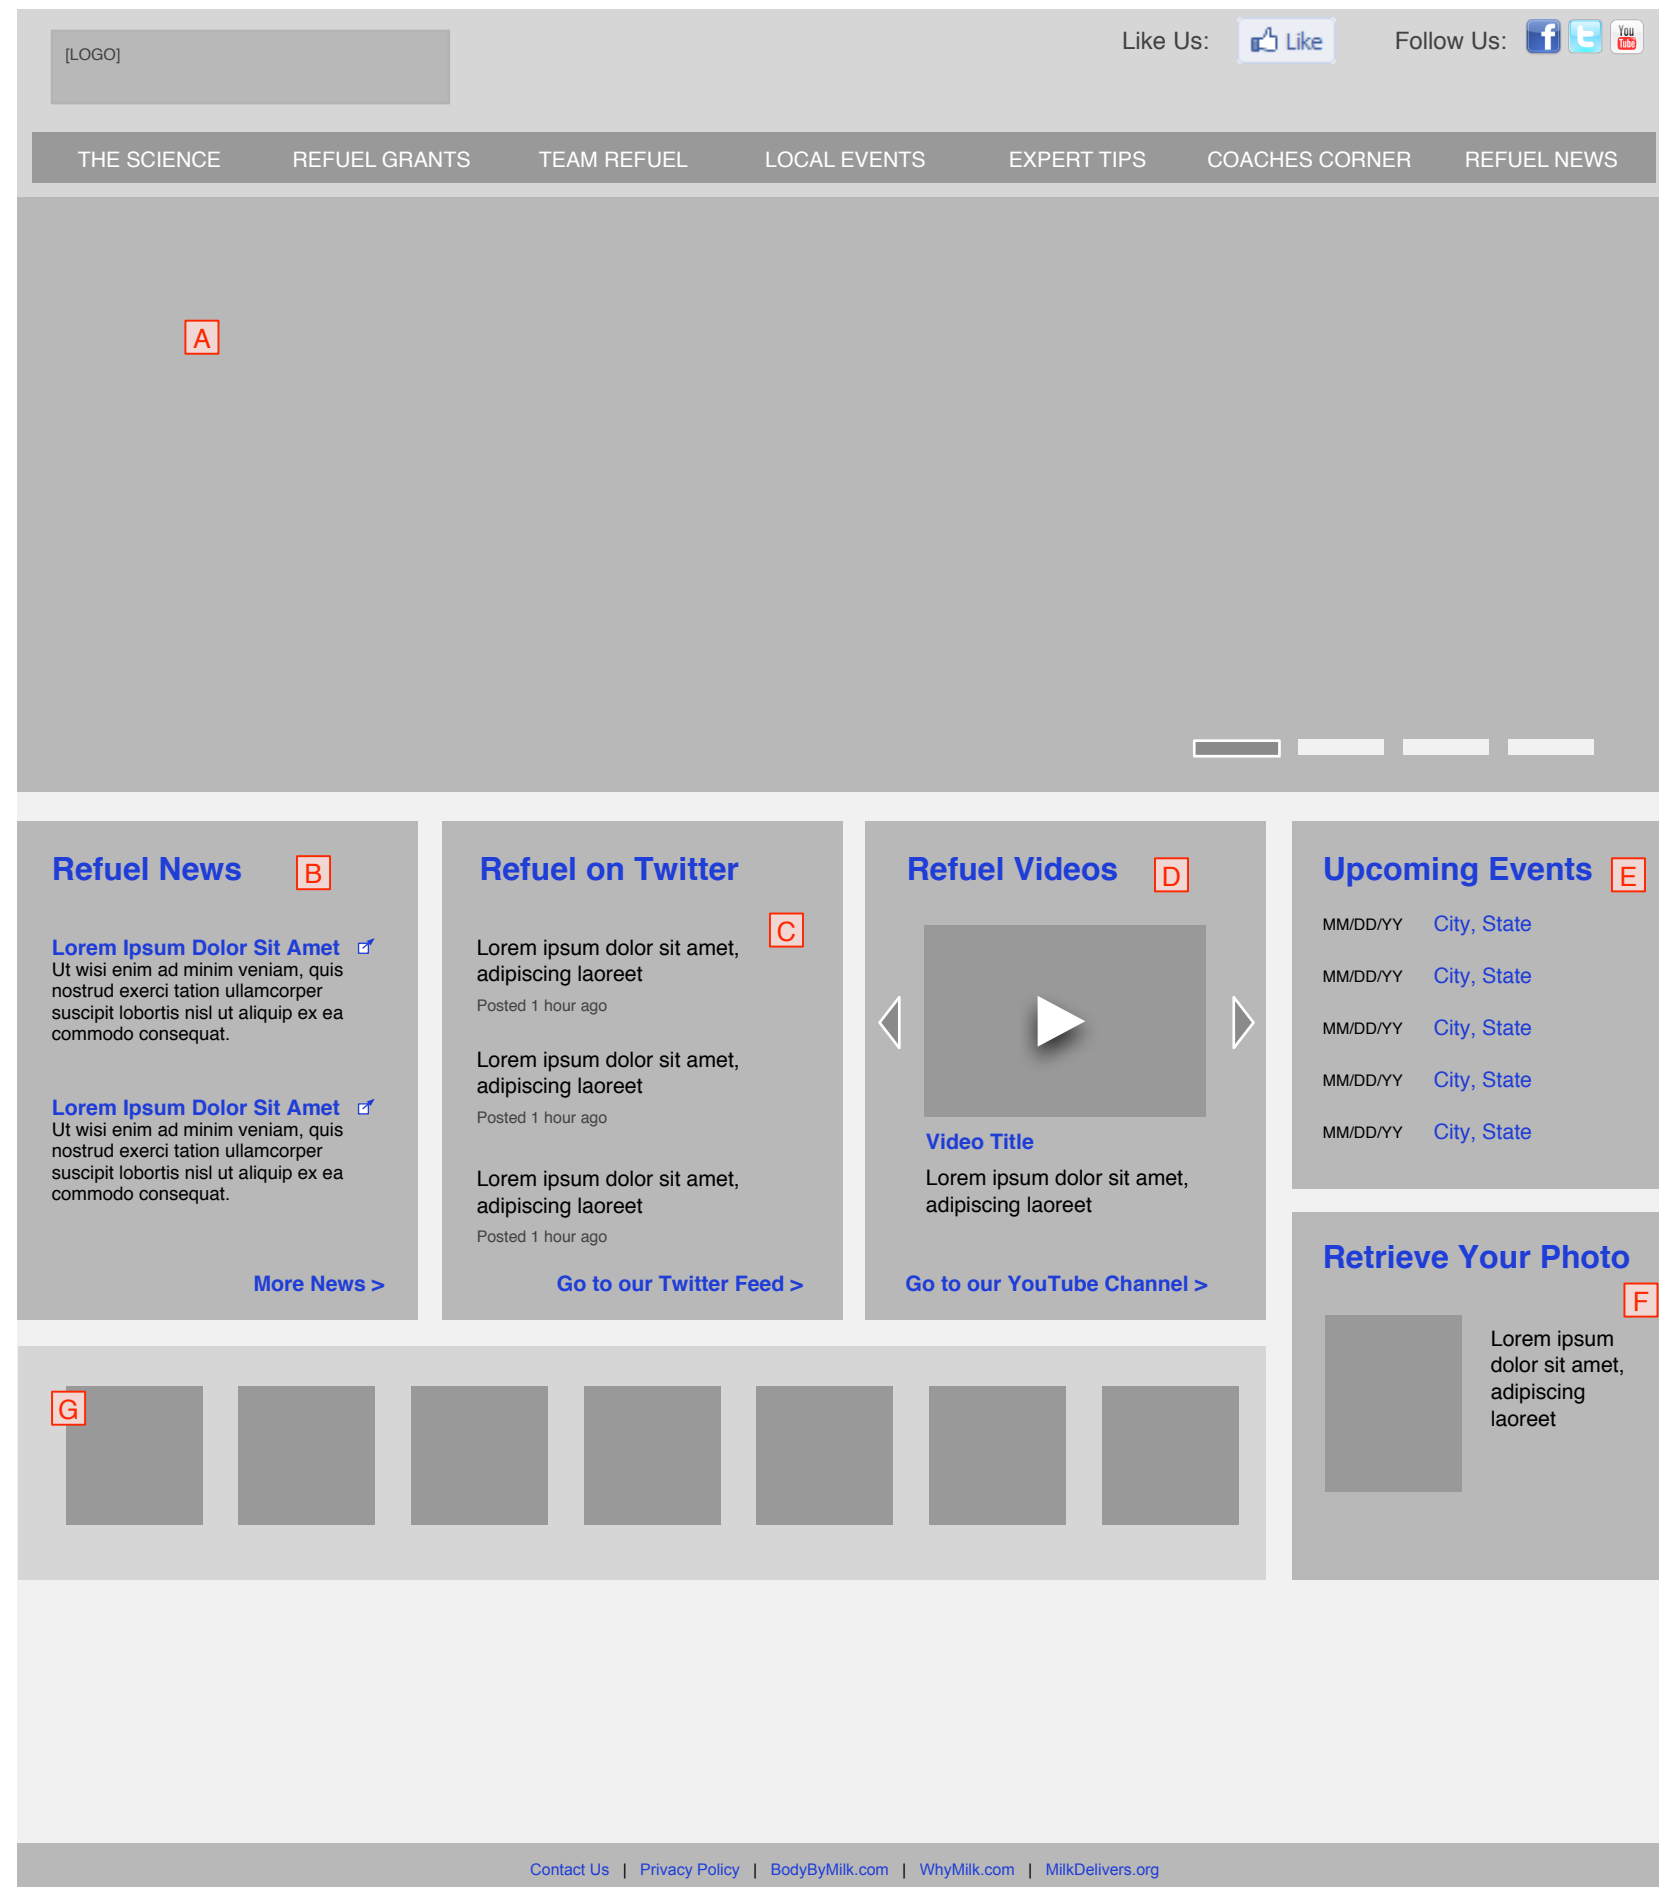 [LOGO]
Like Us: Like Follow Us: f t You Tube
THE SCIENCE REFUEL GRANTS TEAM REFUEL LOCAL EVENTS EXPERT TIPS COACHES CORNER REFUEL NEWS
A
Refuel News B
Lorem Ipsum Dolor Sit Amet
Ut wisi enim ad minim veniam, quis
nostrud exerci tation ullamcorper
suscipit lobortis nisl ut aliquip ex ea
commodo consequat.
Lorem Ipsum Dolor Sit Amet
Ut wisi enim ad minim veniam, quis
nostrud exerci tation ullamcorper
suscipit lobortis nisl ut aliquip ex ea
commodo consequat.
More News >
Refuel on Twitter
C
Lorem ipsum dolor sit amet,
adipiscing laoreet
Posted 1 hour ago
Lorem ipsum dolor sit amet,
adipiscing laoreet
Posted 1 hour ago
Lorem ipsum dolor sit amet,
adipiscing laoreet
Posted 1 hour ago
Go to our Twitter Feed >
Refuel Videos D
Video Title
Lorem ipsum dolor sit amet,
adipiscing laoreet
Go to our YouTube Channel >
Upcoming Events E
MM/DD/YY City, State
MM/DD/YY City, State
MM/DD/YY City, State
MM/DD/YY City, State
MM/DD/YY City, State
Retrieve Your Photo
F
Lorem ipsum
dolor sit amet,
adipiscing
laoreet
G
Contact Us | Privacy Policy | BodyByMilk.com | WhyMilk.com | MilkDelivers.org